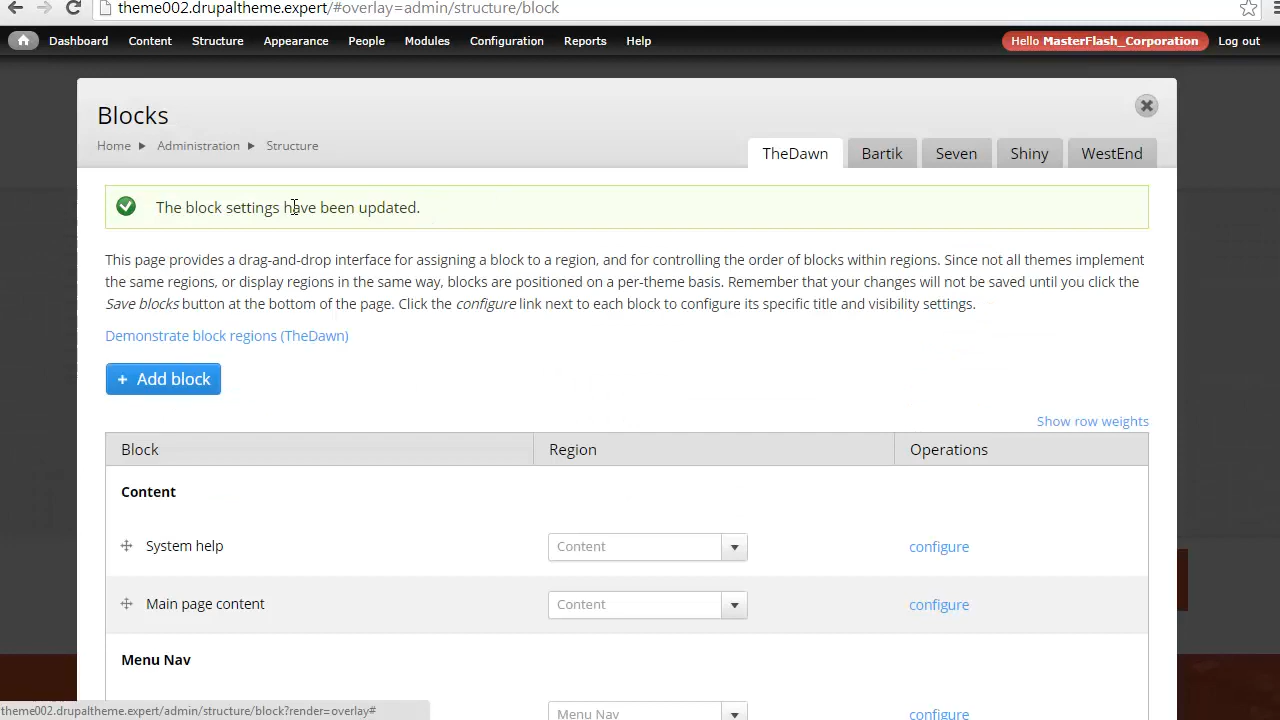 theme002.drupaltheme.expert/#overlay=admin/structure/block
Dashboard Content Structure Appearance People Modules Configuration Reports Help Hello MasterFlash_Corporation Log out
Blocks
Home Administration Structure
TheDawn Bartik Seven Shiny WestEnd
The block settings have been updated.
This page provides a drag-and-drop interface for assigning a block to a region, and for controlling the order of blocks within regions. Since not all themes implement
the same regions, or display regions in the same way, blocks are positioned on a per-theme basis. Remember that your changes will not be saved until you click the
Save blocks button at the bottom of the page. Click the configure link next to each block to configure its specific title and visibility settings.
Demonstrate block regions (TheDawn)
+ Add block
Show row weights
Block Region Operations
Content
System help Content configure
Main page content Content configure
Menu Nav
Menu Nav configure
theme002.drupaltheme.expert/admin/structure/block?render=overlay#